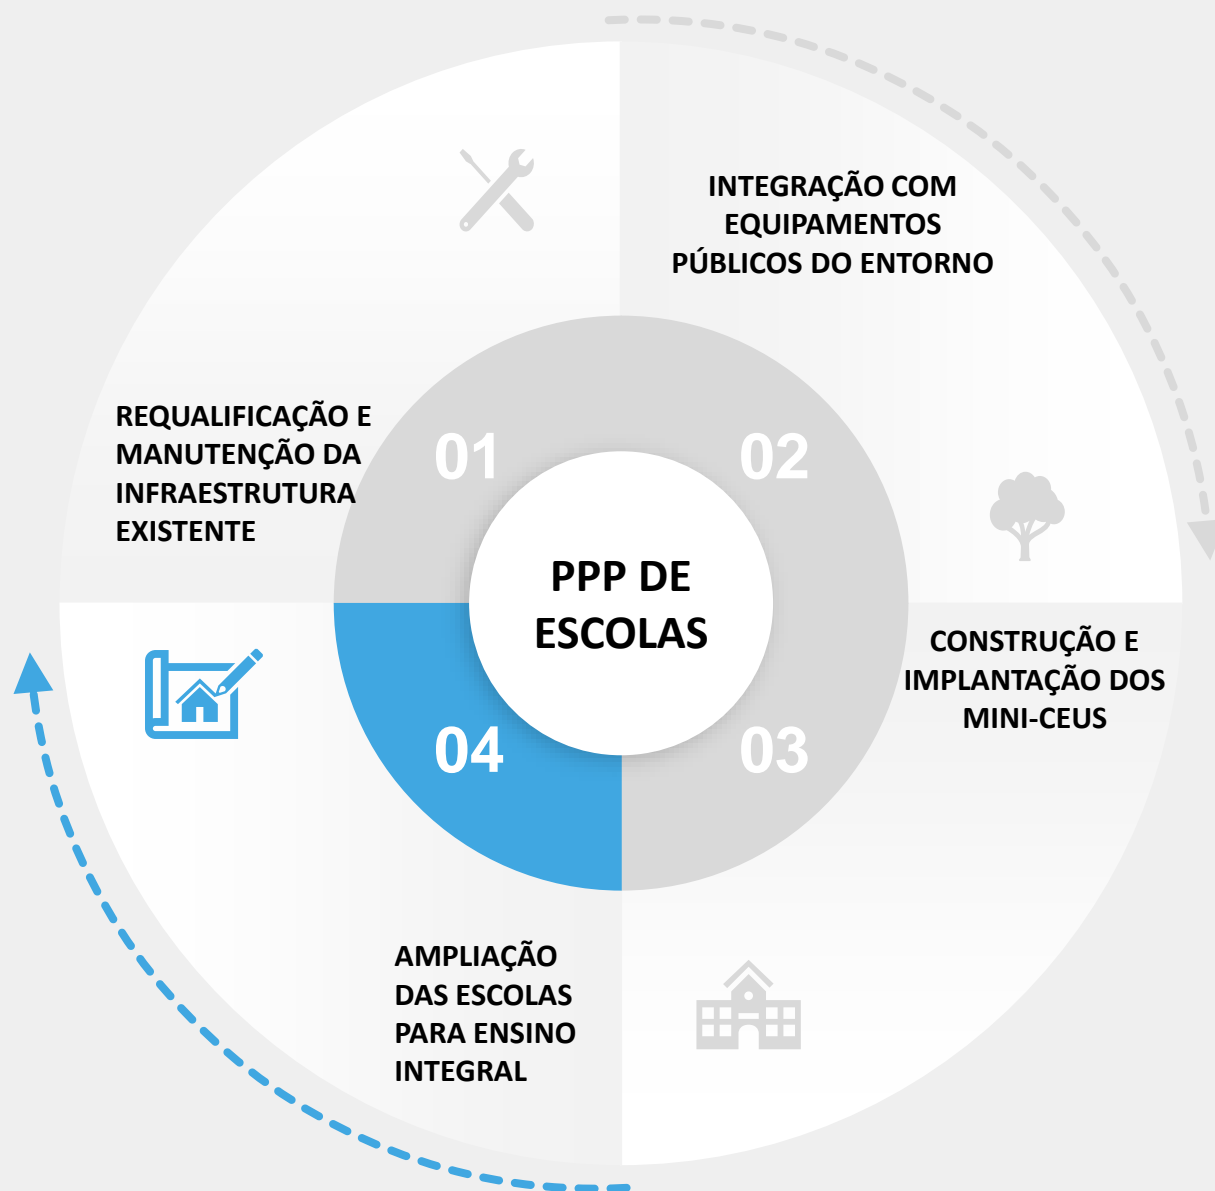 INTEGRAÇÃO COM
EQUIPAMENTOS
PÚBLICOS DO ENTORNO
REQUALIFICAÇÃO E
MANUTENÇÃO DA
INFRAESTRUTURA
EXISTENTE
01
02
PPP DE
ESCOLAS
CONSTRUÇÃO E
IMPLANTAÇÃO DOS
MINI-CEUS
04
03
AMPLIAÇÃO
DAS ESCOLAS
PARA ENSINO
INTEGRAL